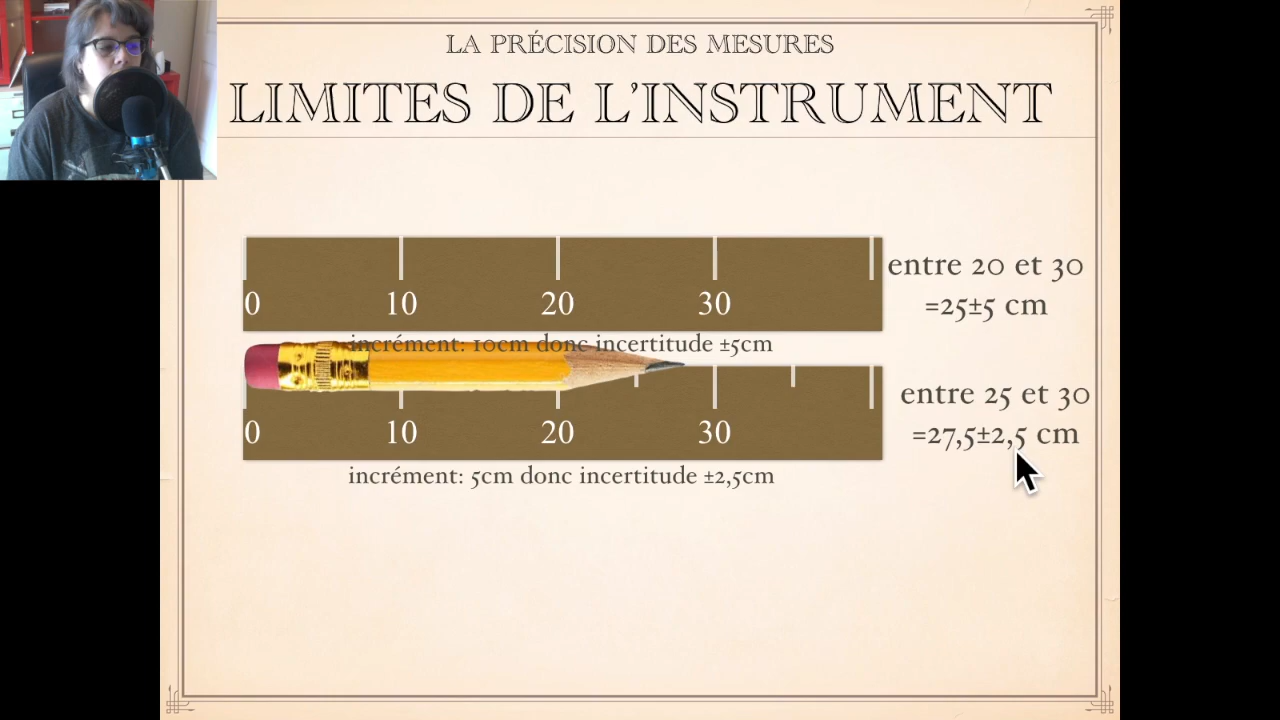 LA PRÉCISION DES MESURES
LIMITES DE L'INSTRUMENT
entre 20 et 30
=25±5 cm
0 10 20 30
incrément: 10cm donc incertitude ±5cm
entre 25 et 30
=27,5±2,5 cm
0 10 20 30
incrément: 5cm donc incertitude ±2,5cm